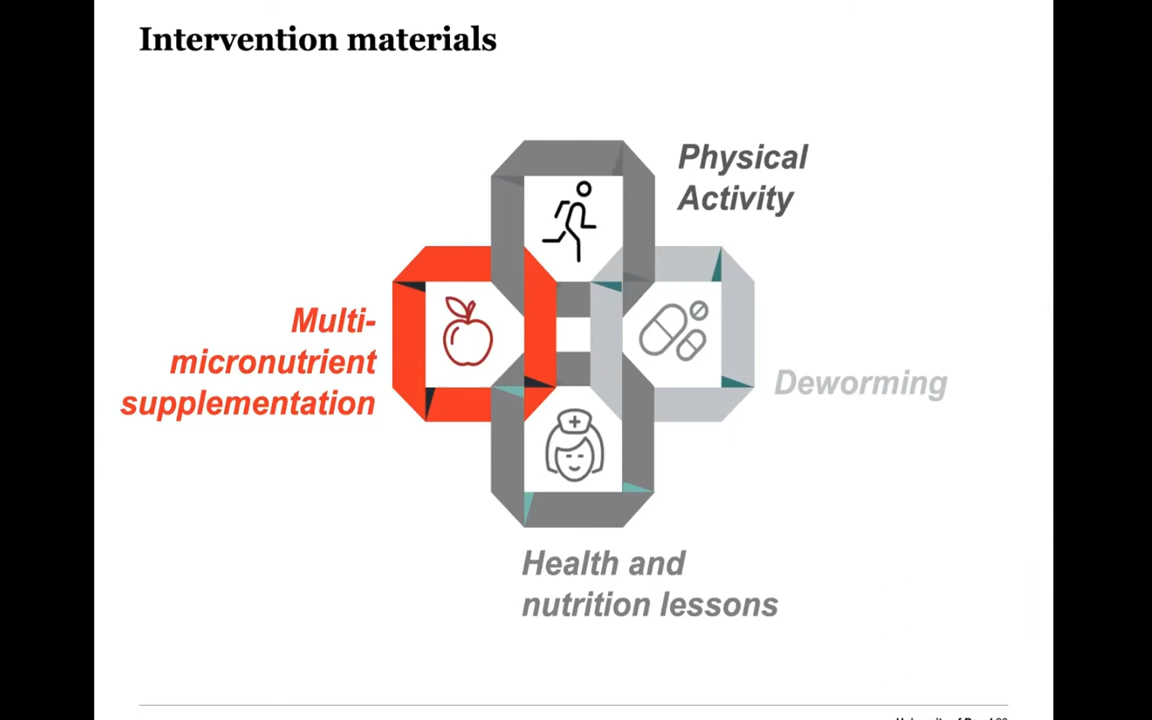 Intervention materials
Physical
Activity
Multi-
micronutrient
supplementation
Deworming
Health and
nutrition lessons